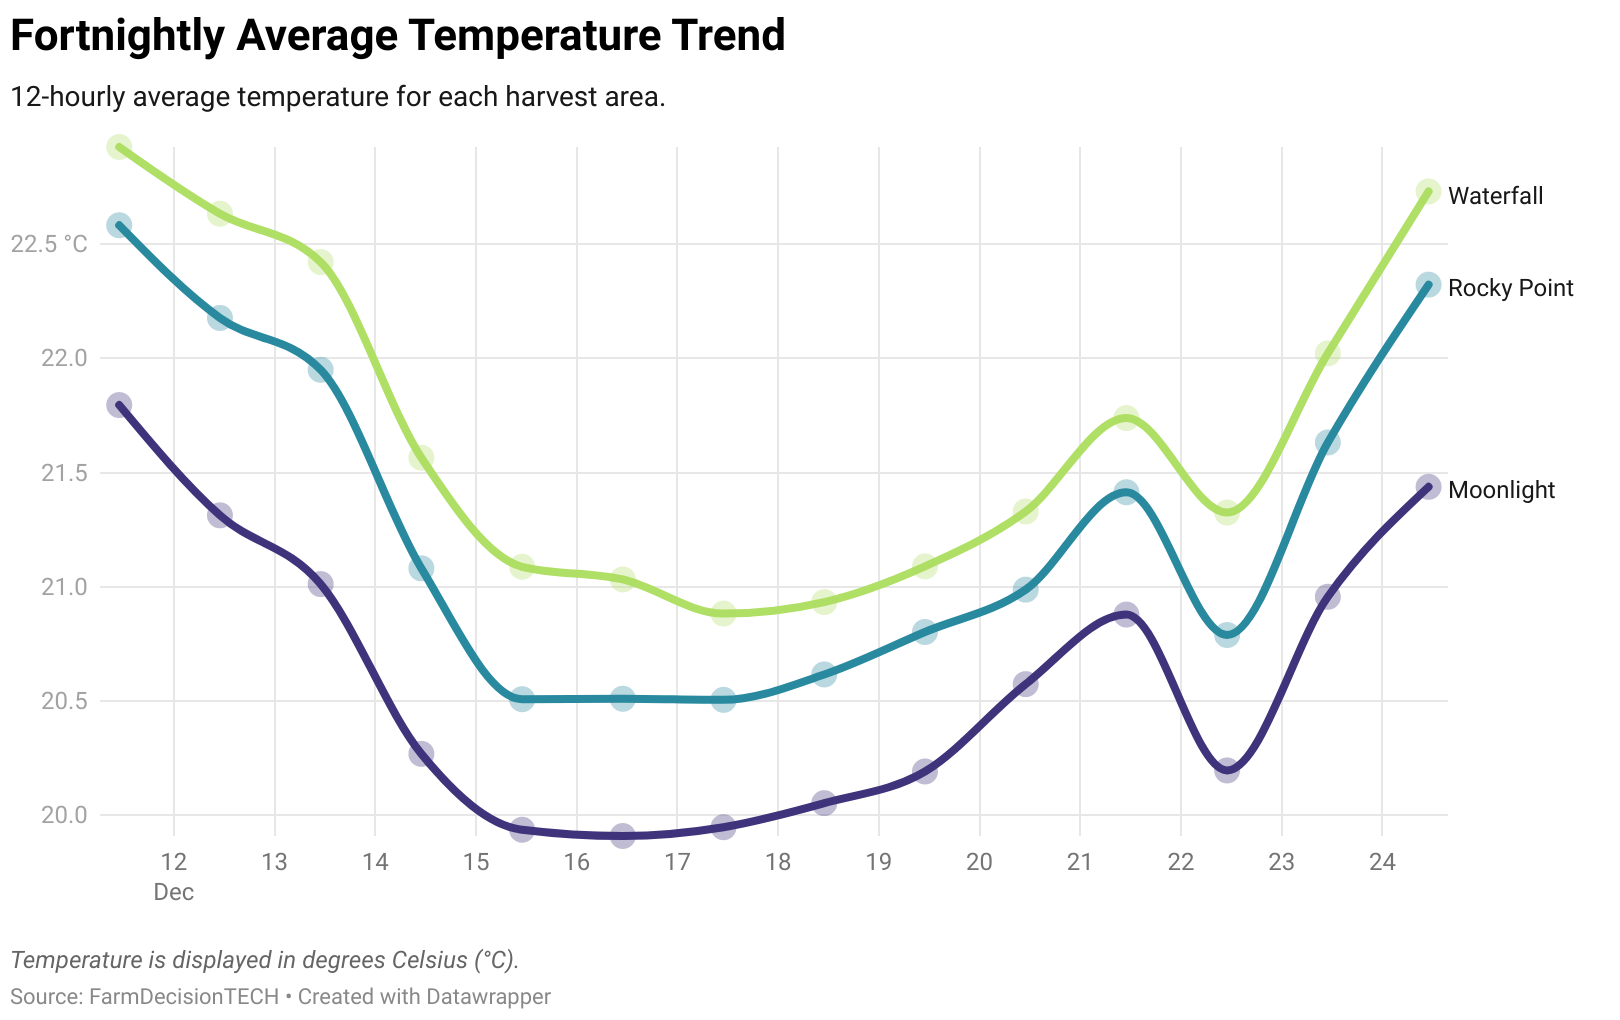 Fortnightly Average Temperature Trend
12-hourly average temperature for each harvest area.
Waterfall
22.5 °C
Rocky Point
22.0
21.5
Moonlight
21.0
20.5
20.0
12 13 14 15 16 17 18 19 20 21 22 23 24
Dec
Temperature is displayed in degrees Celsius (°C).
Source: FarmDecisionTECH • Created with Datawrapper